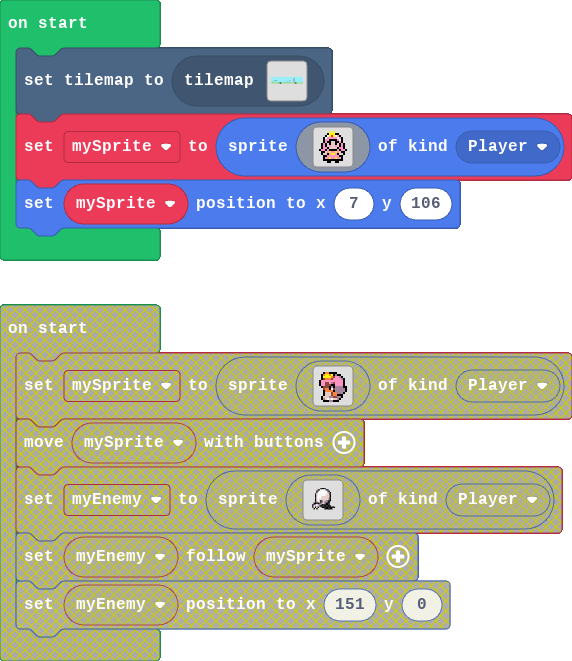 on start
set tilemap to tilemap
set mySprite to sprite of kind Player
set mySprite position to x 7 y 106
on start
set mySprite to sprite of kind Player
move mySprite with buttons
set myEnemy to sprite of kind Player
set myEnemy follow mySprite
set myEnemy position to x 151 y 0